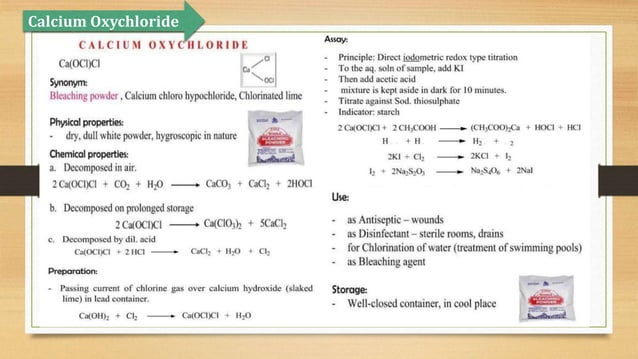 Calcium Oxychloride
CALCIUM OXYCHLORIDE
Ca(OCl)Cl
Ca
Cl
OCl
Synonym:
Bleaching powder , Calcium chloro hypochloride, Chlorinated lime
Physical properties:
- dry, dull white powder, hygroscopic in nature
BLEACHING
POWDER
Chemical properties:
a. Decomposed in air.
2 Ca(OCl)Cl + CO2 + H2O ⟶ CaCO3 + CaCl2 + 2HOCl
b. Decomposed on prolonged storage
2 Ca(OCl)Cl ⟶ Ca(ClO3)2 + 5CaCl2
c. Decomposed by dil. acid
Ca(OCl)Cl + 2 HCl ⟶ CaCl2 + H2O + Cl2
Preparation:
- Passing current of chlorine gas over calcium hydroxide (slaked
lime) in lead container.
Ca(OH)2 + Cl2 ⟶ Ca(OCl)Cl + H2O
Assay:
- Principle: Direct iodometric redox type titration
- To the aq. soln of sample, add KI
- Then add acetic acid
- mixture is kept aside in dark for 10 minutes.
- Titrate against Sod. thiosulphate
- Indicator: starch
2 Ca(OCl)Cl + 2 CH3COOH ⟶ (CH3COO)2Ca + HOCl + HCl
H + H ⟶ H2 + 2
2KI + Cl2 ⟶ 2KCl + I2
I2 + 2Na2S2O3 ⟶ Na2S4O6 + 2NaI
Use:
- as Antiseptic – wounds
- as Disinfectant – sterile rooms, drains
- for Chlorination of water (treatment of swimming pools)
- as Bleaching agent
Storage:
- Well-closed container, in cool place
BLEACHING
POWDER